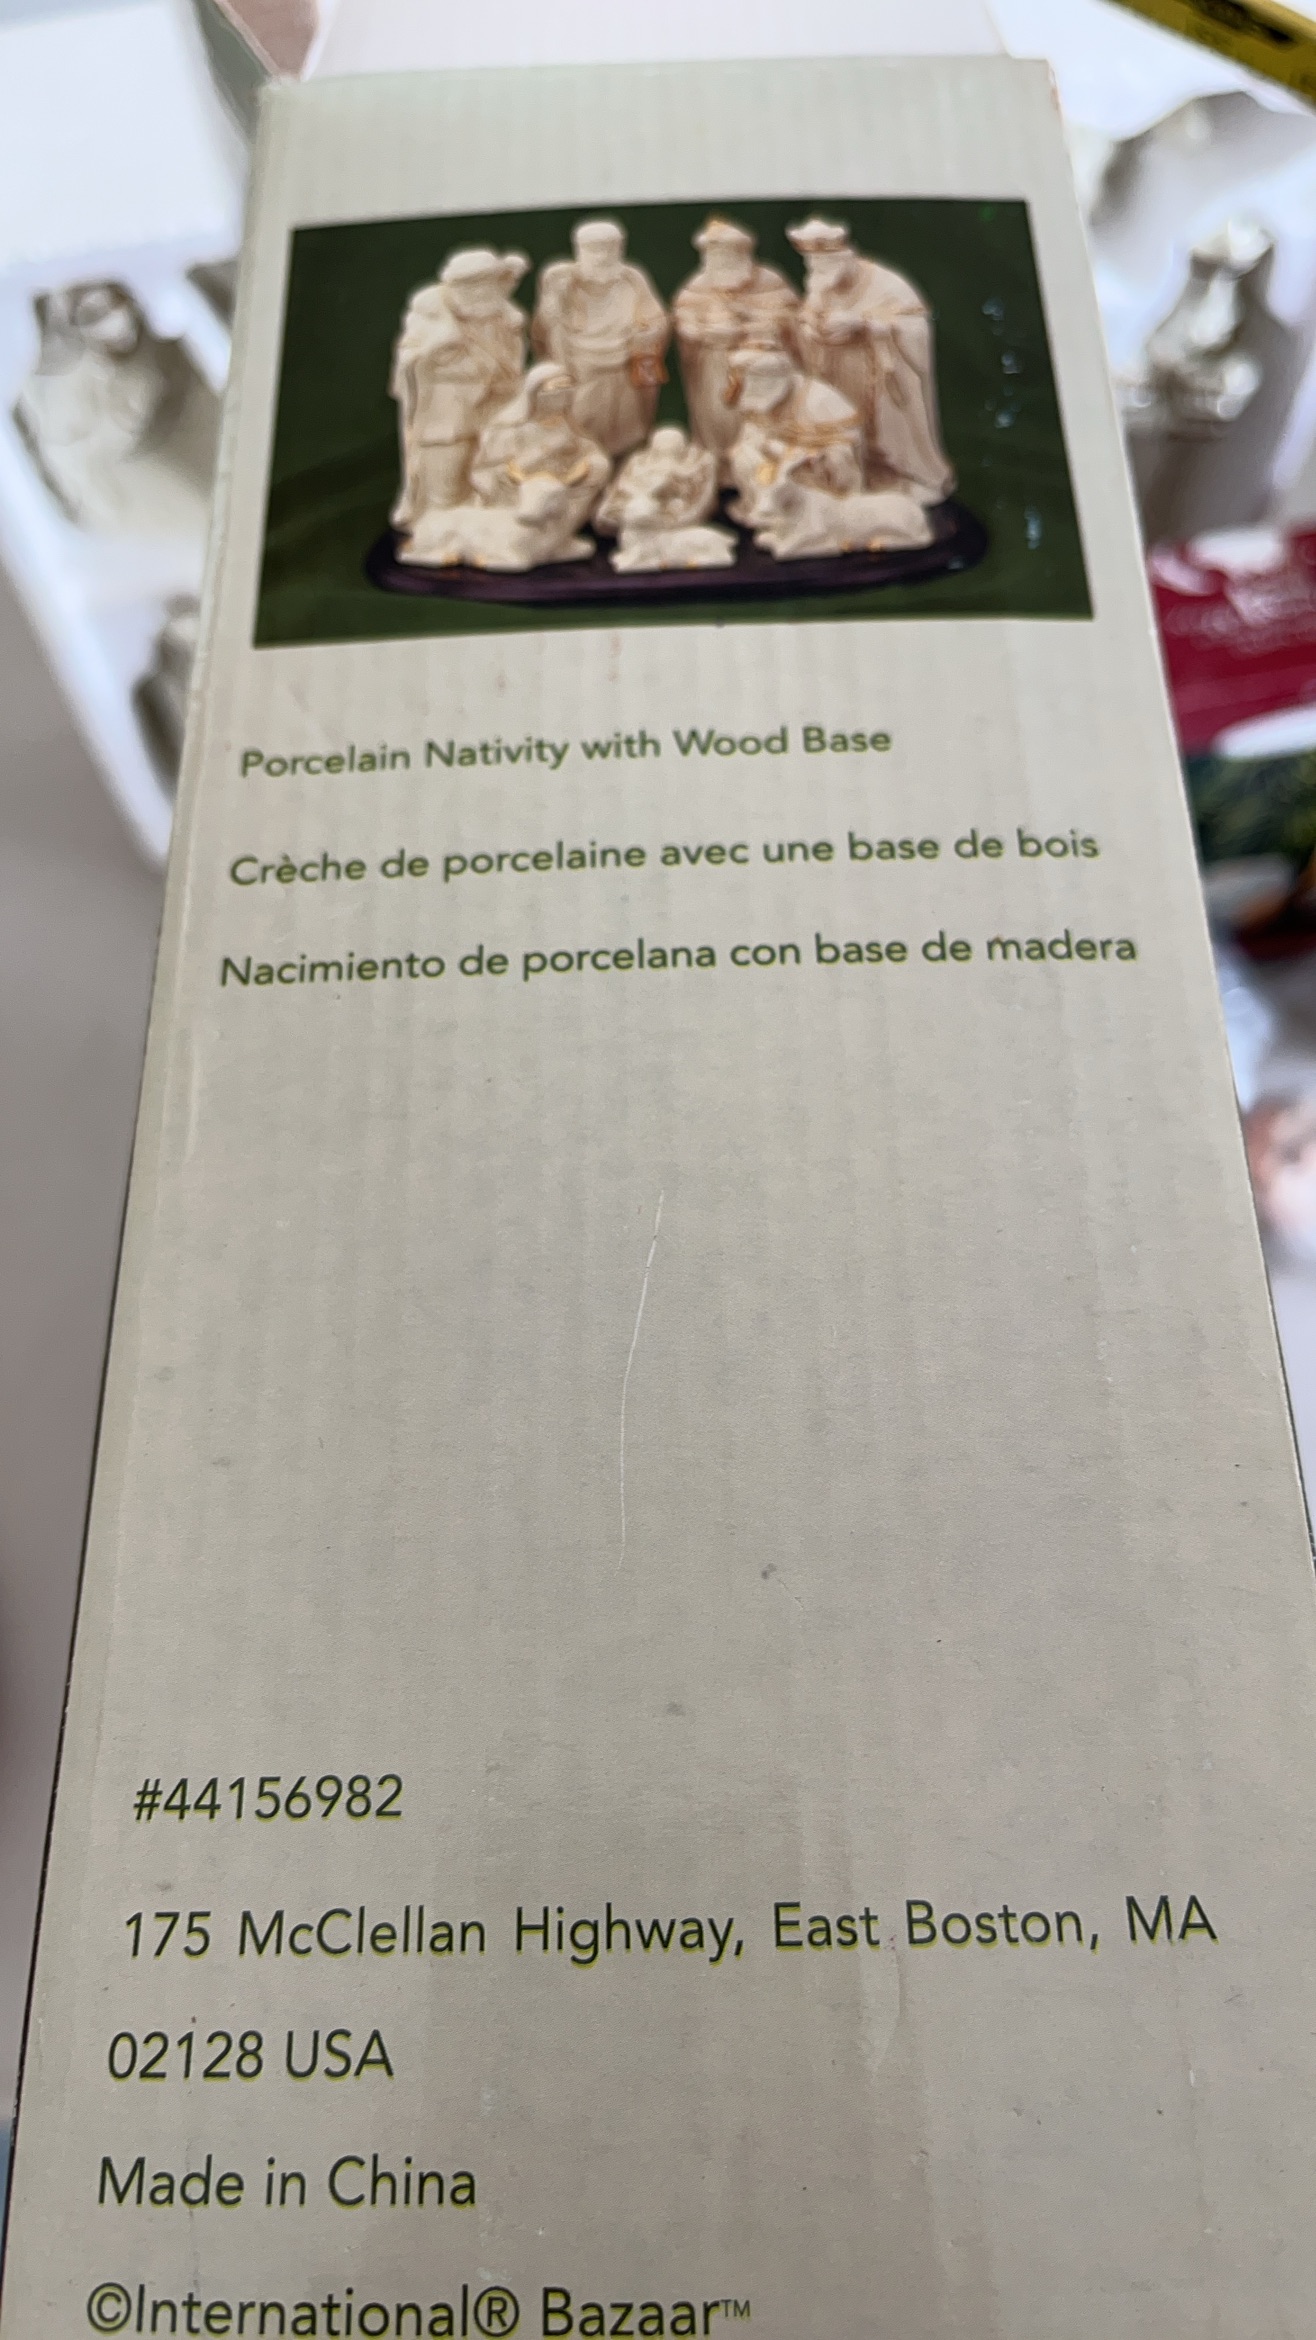 Porcelain Nativity with Wood Base
Crèche de porcelaine avec une base de bois
Nacimiento de porcelana con base de madera
#44156982
175 McClellan Highway, East Boston, MA
02128 USA
Made in China
©International® Bazaar™